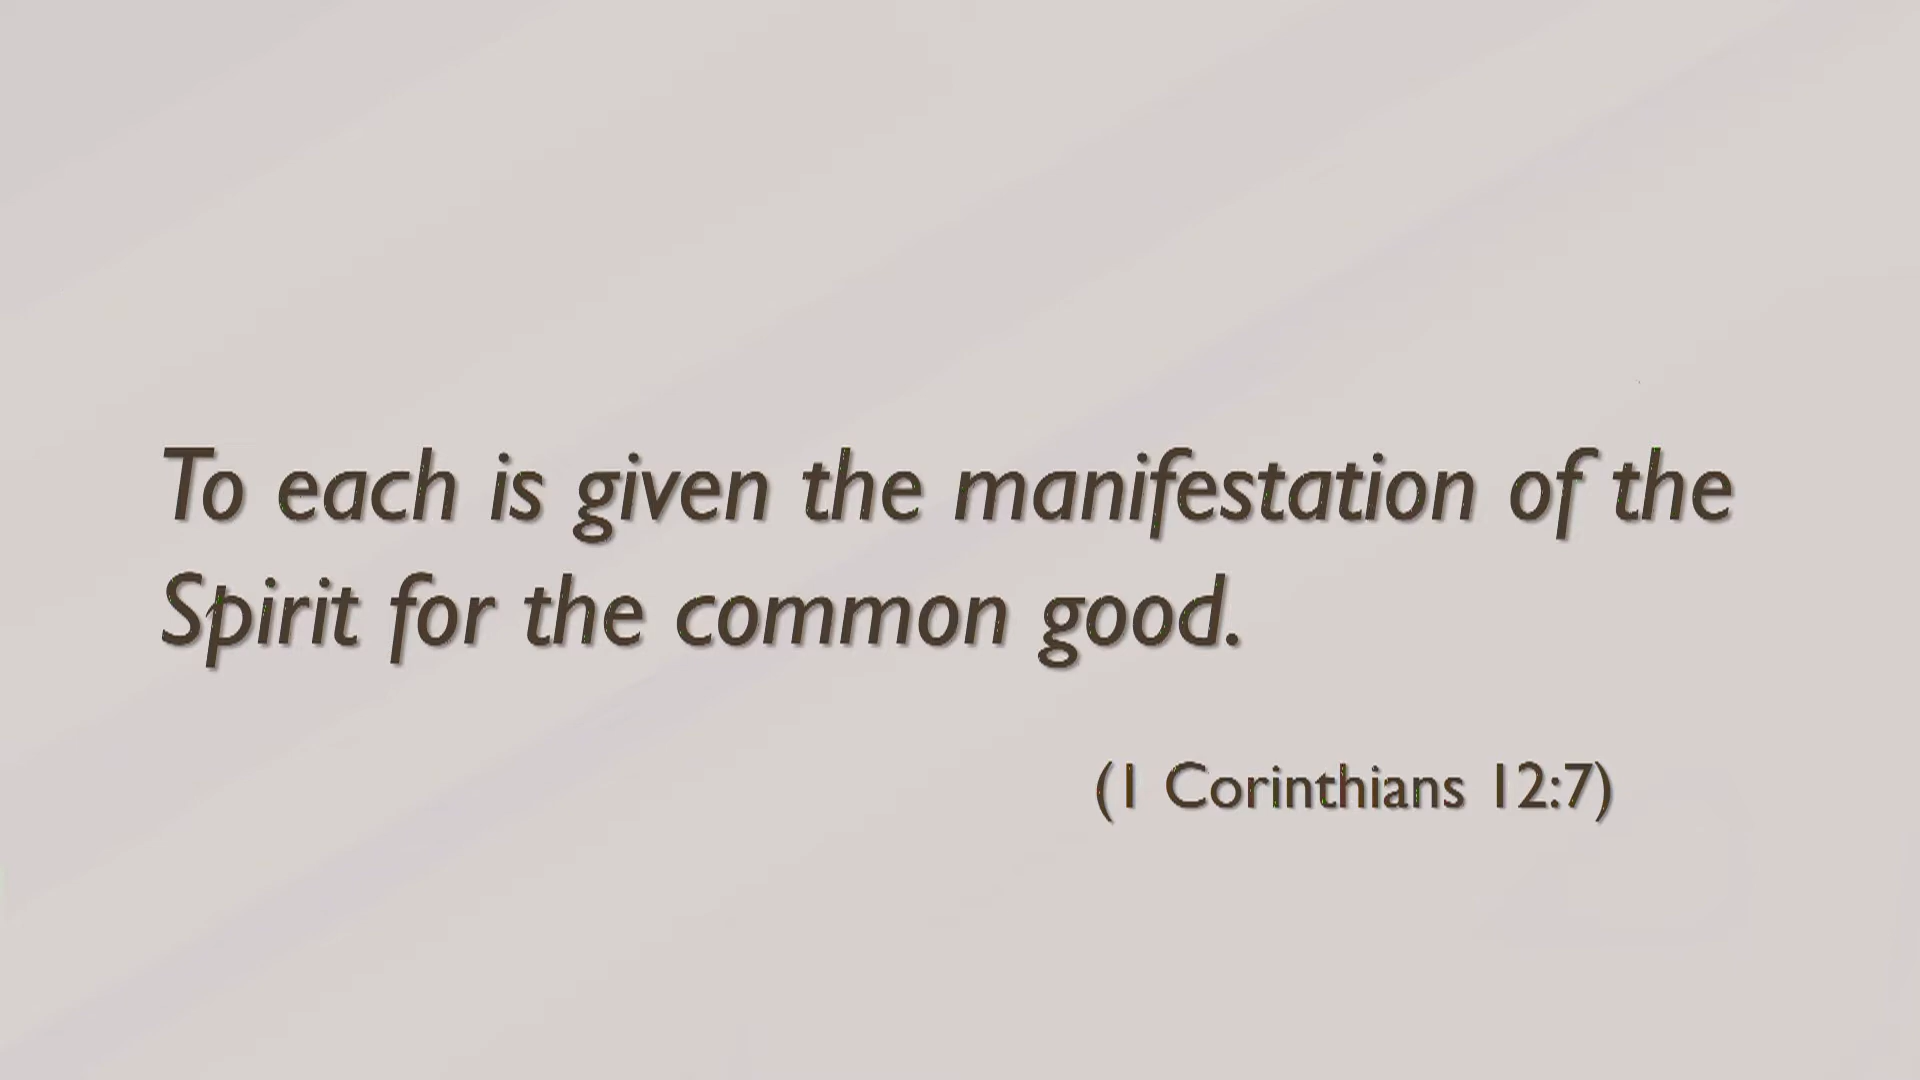 To each is given the manifestation of the
Spirit for the common good.
(1 Corinthians 12:7)